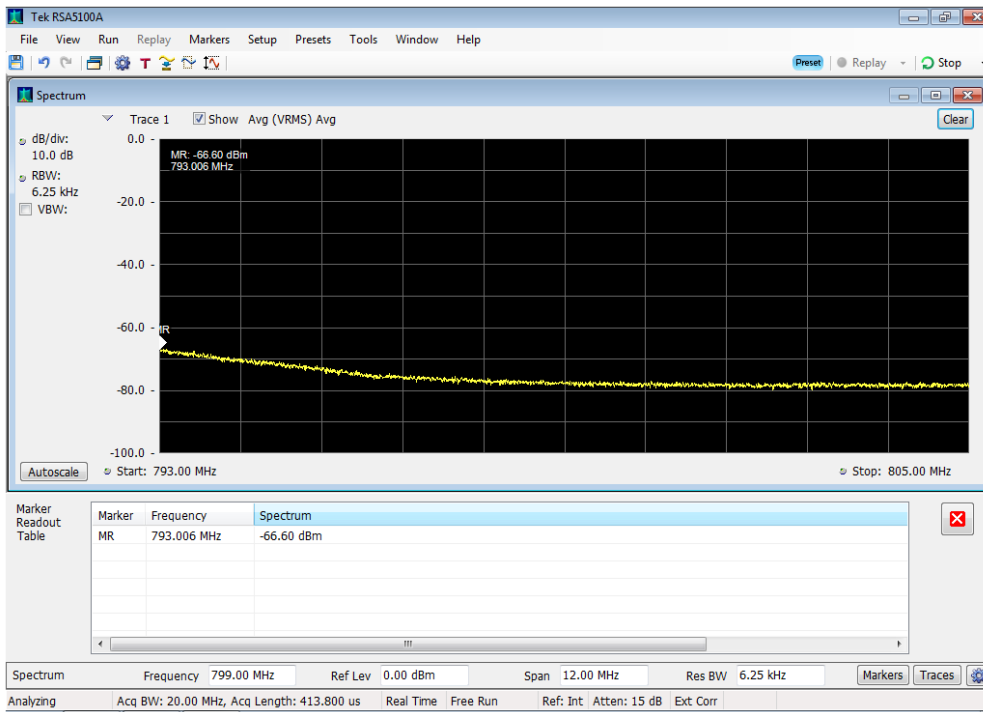 Tek RSA5100A
File View Run Replay Markers Setup Presets Tools Window Help
T Preset Replay Stop
Spectrum
Trace 1 Show Avg (VRMS) Avg Clear
dB/div:
10.0 dB
RBW:
6.25 kHz
VBW:
0.0
MR: -66.60 dBm
793.006 MHz
-20.0
-40.0
-60.0
MR
-80.0
-100.0
Autoscale Start: 793.00 MHz Stop: 805.00 MHz
Marker
Readout
Table
Marker Frequency Spectrum
MR 793.006 MHz -66.60 dBm
Spectrum Frequency 799.00 MHz Ref Lev 0.00 dBm Span 12.00 MHz Res BW 6.25 kHz Markers Traces
Analyzing Acq BW: 20.00 MHz, Acq Length: 413.800 us Real Time Free Run Ref: Int Atten: 15 dB Ext Corr